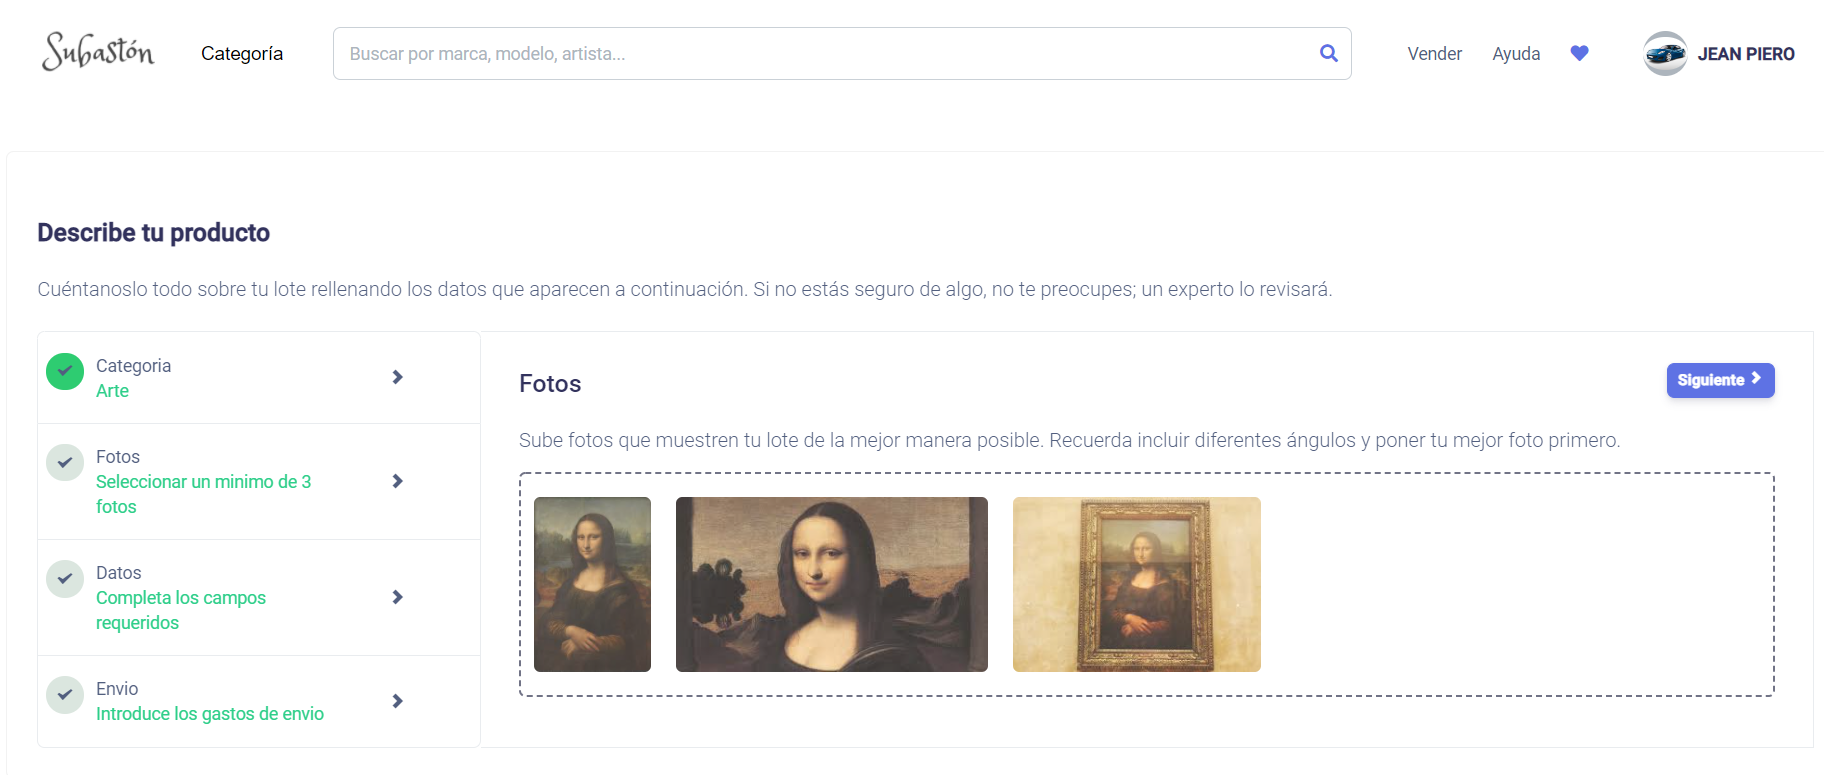 Subastón
Categoría
Buscar por marca, modelo, artista...
Vender
Ayuda
JEAN PIERO
Describe tu producto
Cuéntanoslo todo sobre tu lote rellenando los datos que aparecen a continuación. Si no estás seguro de algo, no te preocupes; un experto lo revisará.
Categoria
Arte
Fotos
Seleccionar un minimo de 3
fotos
Datos
Completa los campos
requeridos
Envio
Introduce los gastos de envio
Fotos
Siguiente
Sube fotos que muestren tu lote de la mejor manera posible. Recuerda incluir diferentes ángulos y poner tu mejor foto primero.